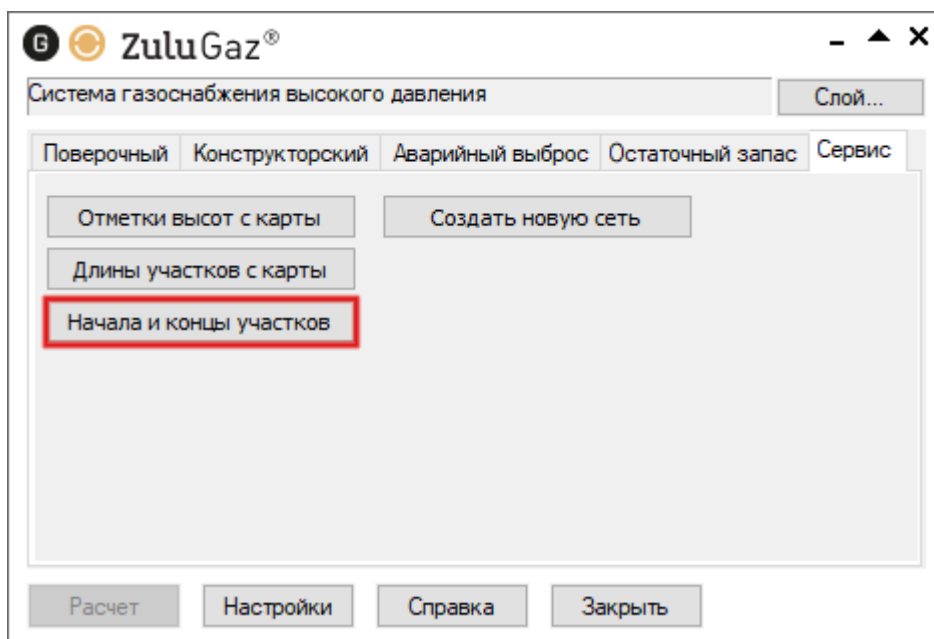 G ZuluGaz®
Система газоснабжения высокого давления Слой...
Поверочный Конструкторский Аварийный выброс Остаточный запас Сервис
Отметки высот с карты Создать новую сеть
Длины участков с карты
Начала и концы участков
Расчет Настройки Справка Закрыть